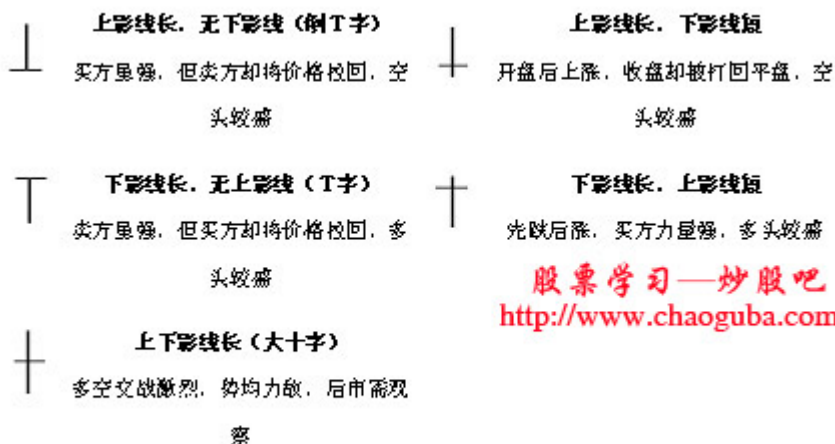 上影线长．无下影线（倒T字）
买方虽强．但卖方却将价格拉回．空
头较盛
上影线长．下影线短
开盘后上涨．收盘却被打回平盘．空
头较盛
下影线长．无上影线（T字）
卖方虽强．但买方却将价格拉回．多
头较盛
下影线长．上影线短
先跌后涨．买方力量强．多头较盛
上下影线长（大十字）
多空交战激烈．势均力敌．后市需观
察
股票学习—炒股吧
http://www.chaoguba.com